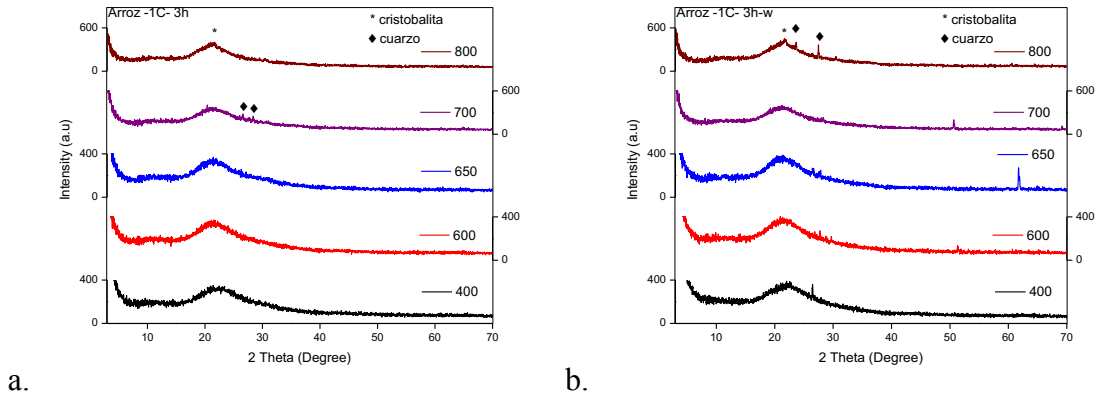 Arroz -1C- 3h
* cristobalita
◆ cuarzo
600
0
*
800
600
0
◆ ◆
700
400
0
650
400
0
600
400
0
400
10 20 30 40 50 60 70
Intensity (a.u)
2 Theta (Degree)
a.
Arroz -1C- 3h-w
* cristobalita
◆ cuarzo
600
0
* ◆ ◆
800
600
0
700
400
0
650
400
0
600
400
0
400
10 20 30 40 50 60 70
Intensity (a.u)
2 Theta (Degree)
b.